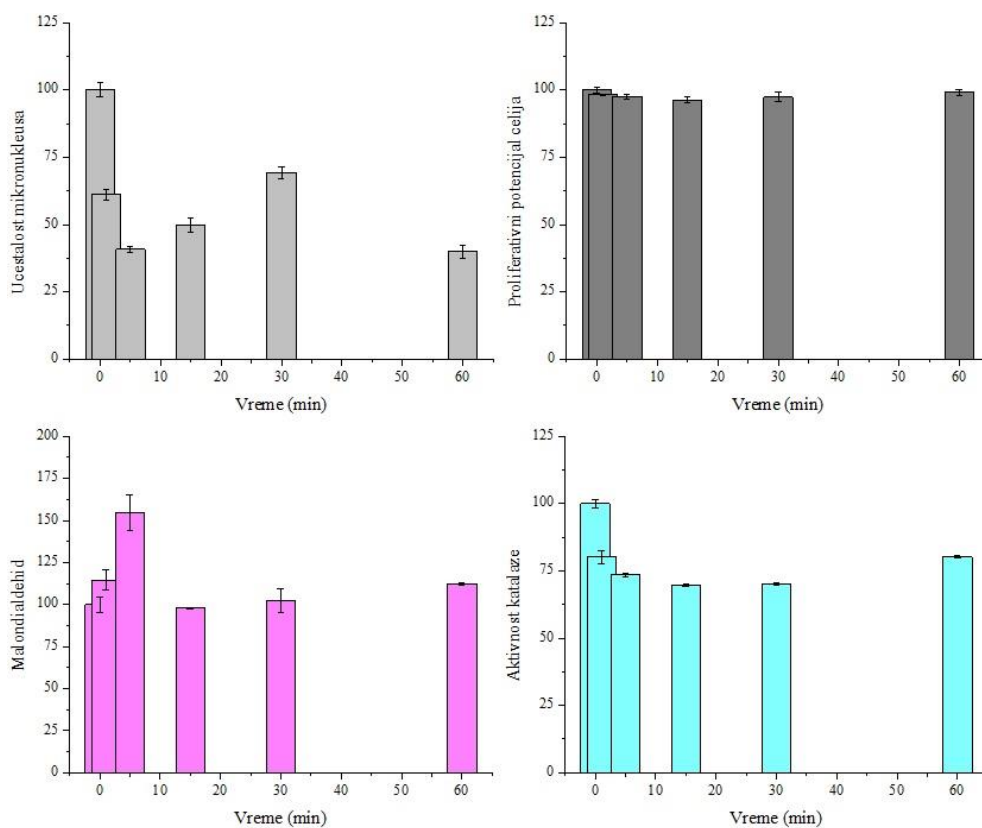 Ucestalost mikronukleusa
125
100
75
50
25
0
0 10 20 30 40 50 60
Vreme (min)
Proliferativni potencijal celija
125
100
75
50
25
0
0 10 20 30 40 50 60
Vreme (min)
Malondialdehid
200
175
150
125
100
75
50
25
0
0 10 20 30 40 50 60
Vreme (min)
Aktivnost katalaze
125
100
75
50
25
0
0 10 20 30 40 50 60
Vreme (min)